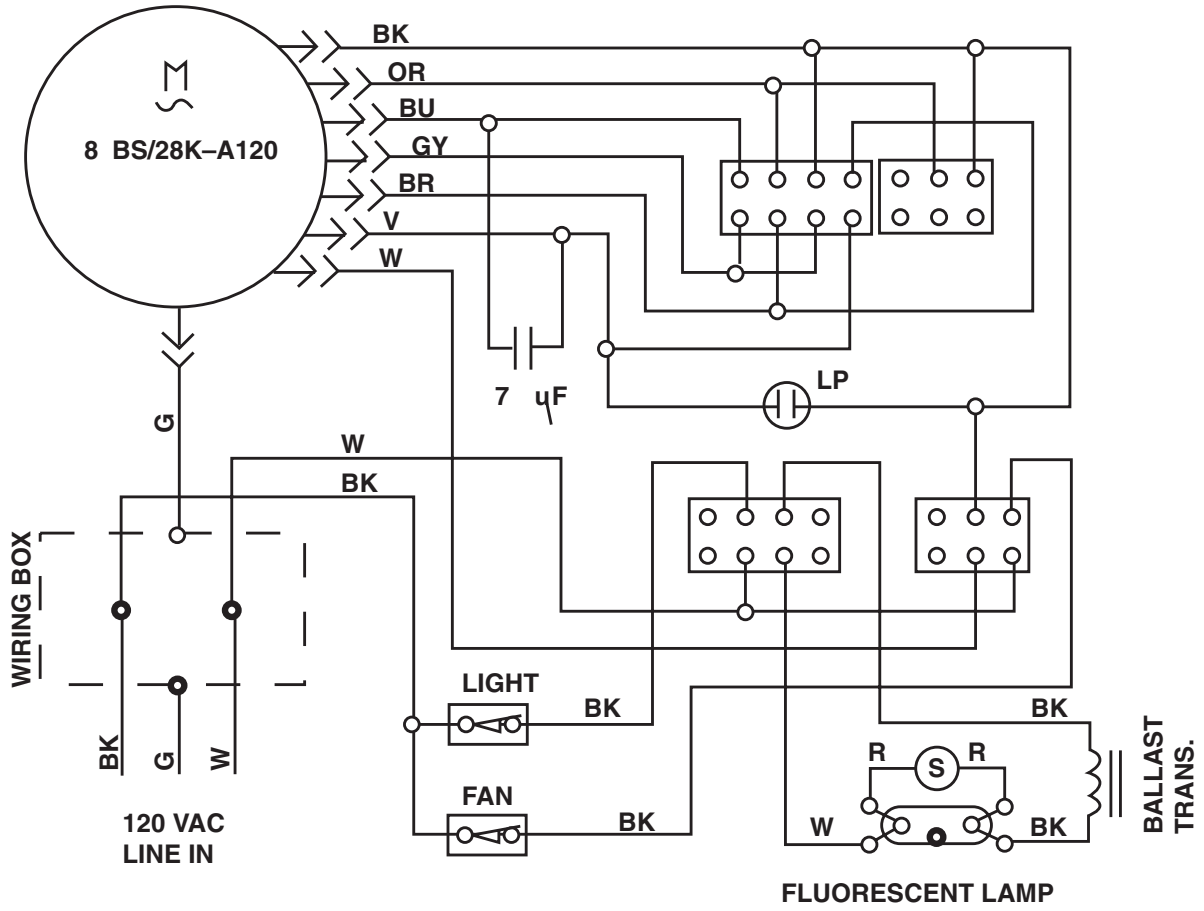 BK
OR
BU
GY
BR
V
W
M
8 BS/28K–A120
7 uF
LP
G
W
BK
WIRING BOX
BK
G
W
120 VAC
LINE IN
LIGHT
BK
FAN
BK
BK
R
S
R
W
BK
BALLAST
TRANS.
FLUORESCENT LAMP